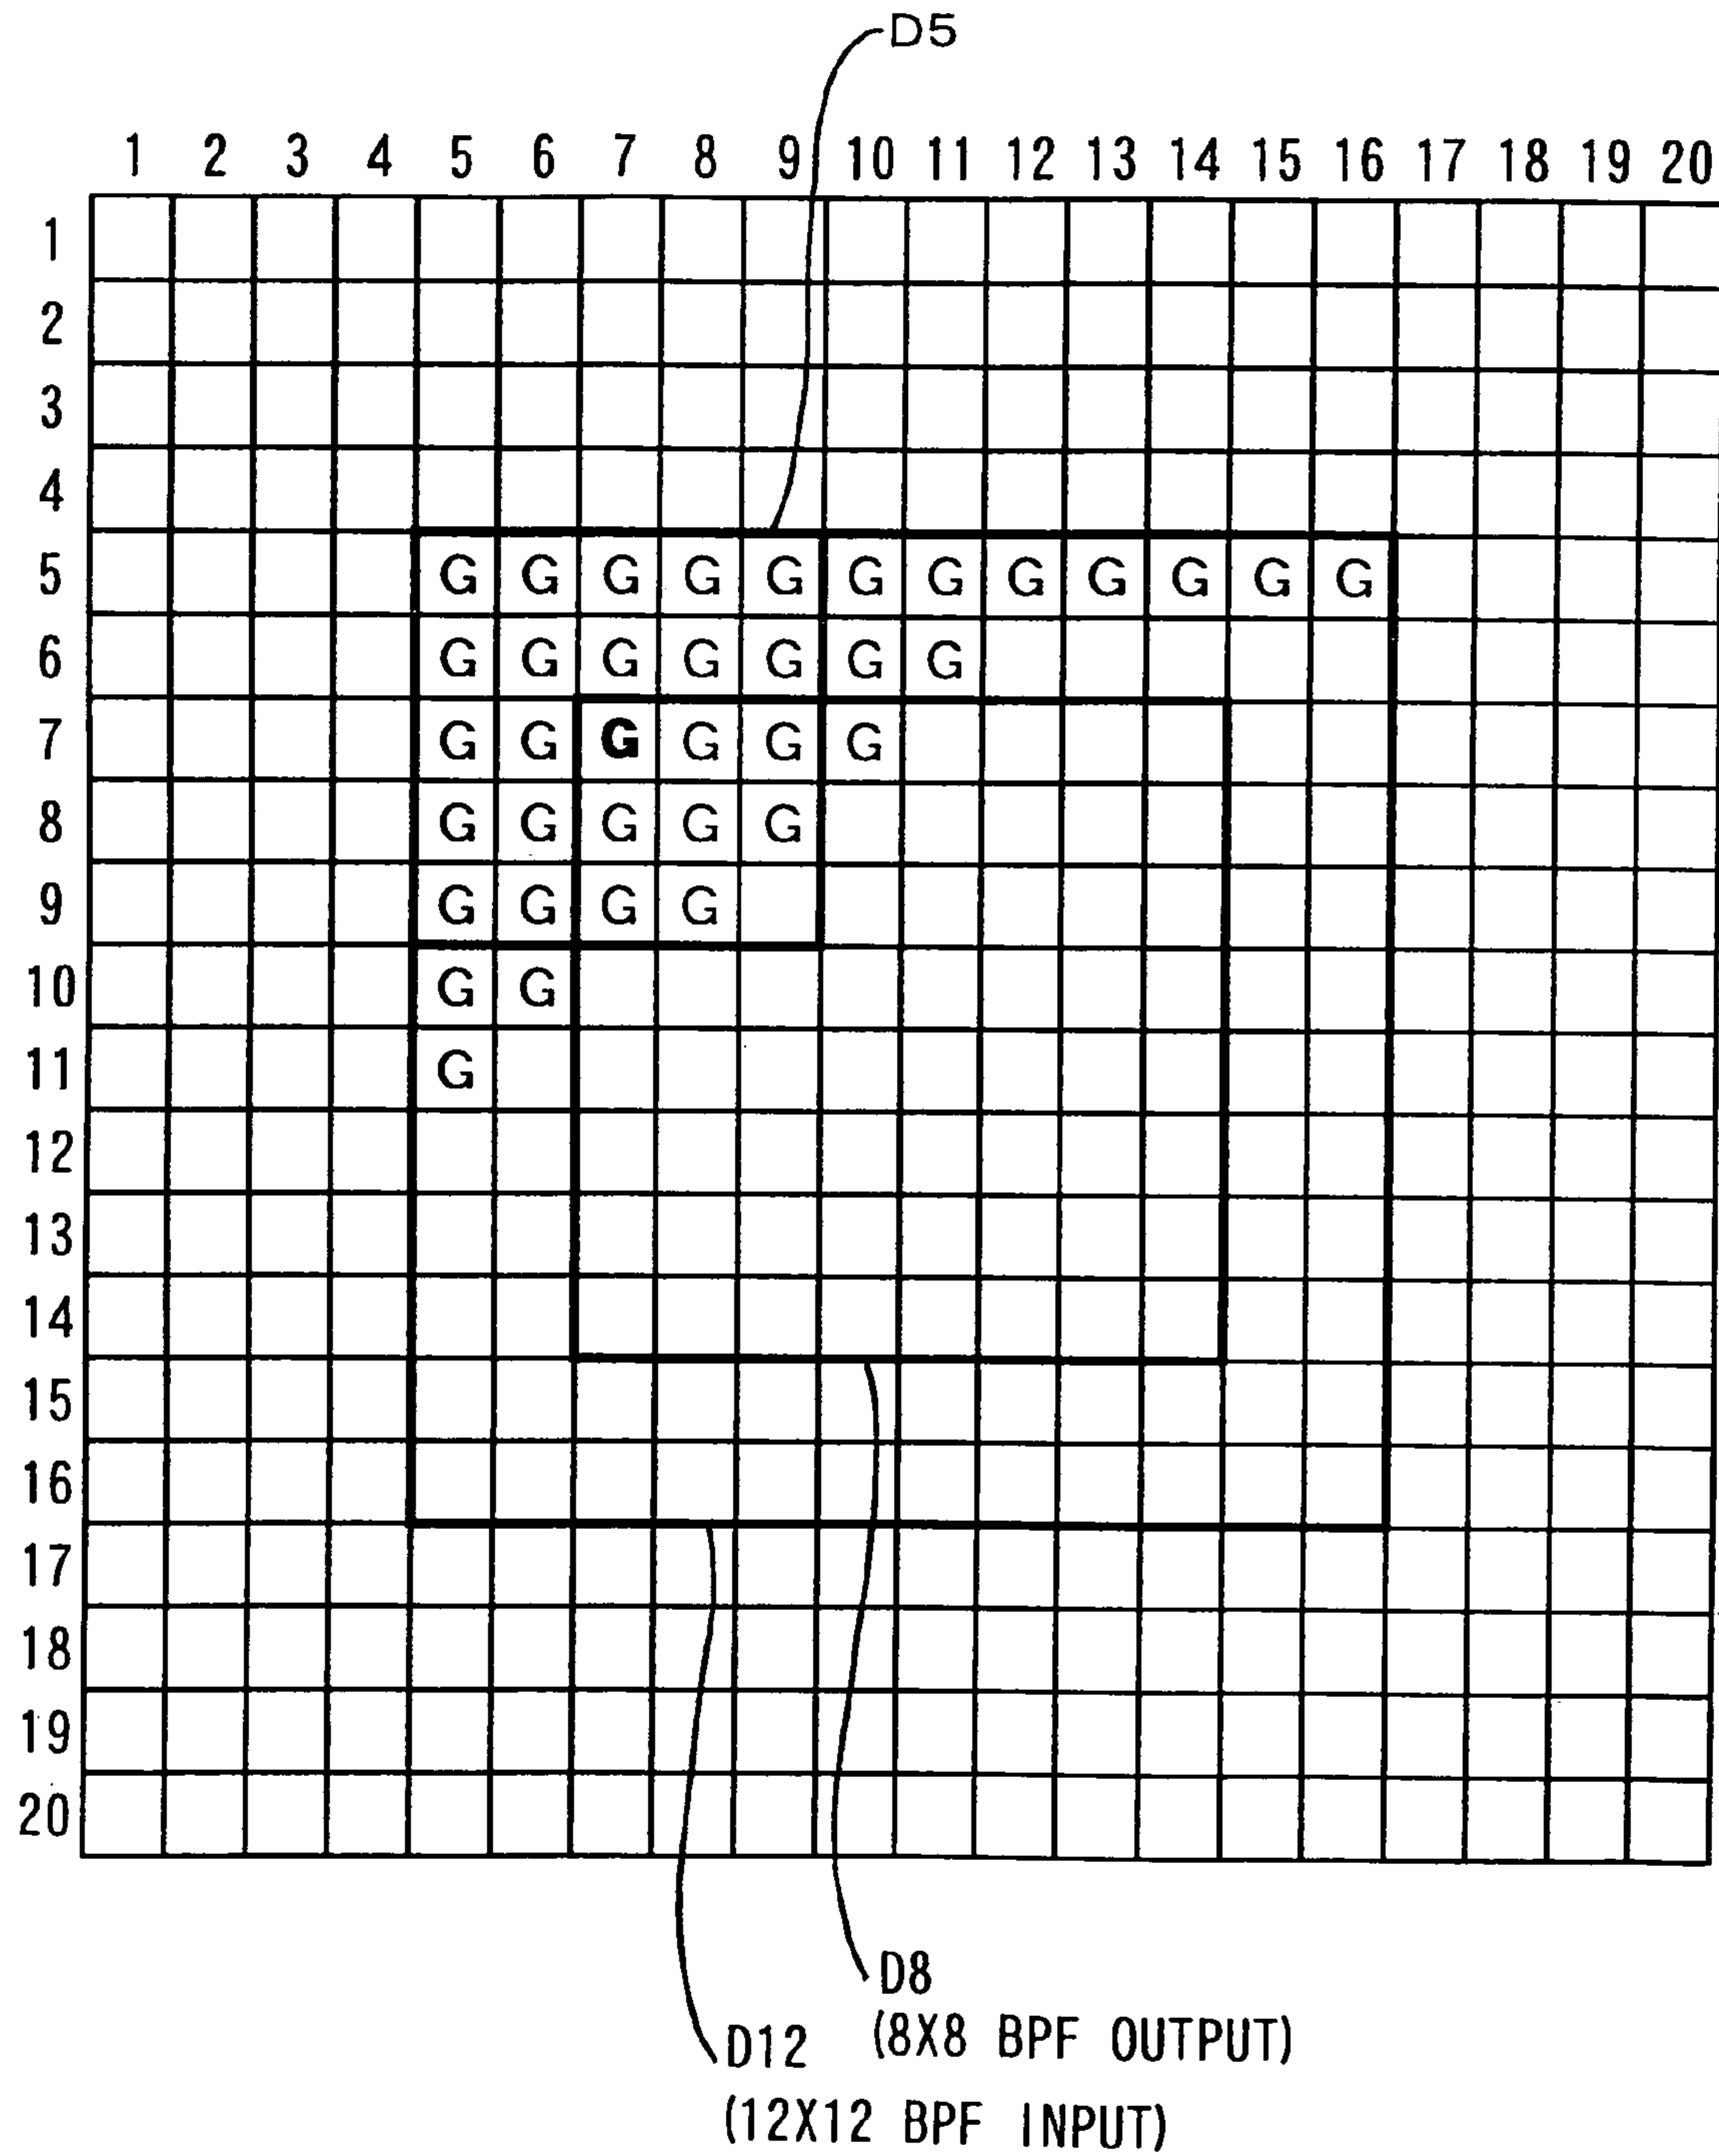 D5
1 2 3 4 5 6 7 8 9 10 11 12 13 14 15 16 17 18 19 20
1
2
3
4
5 G G G G G G G G G G G G
6 G G G G G G G
7 G G G G G G
8 G G G G G
9 G G G G
10 G G
11 G
12
13
14
15
16
17
18
19
20
D8
(8X8 BPF OUTPUT)
D12
(12X12 BPF INPUT)